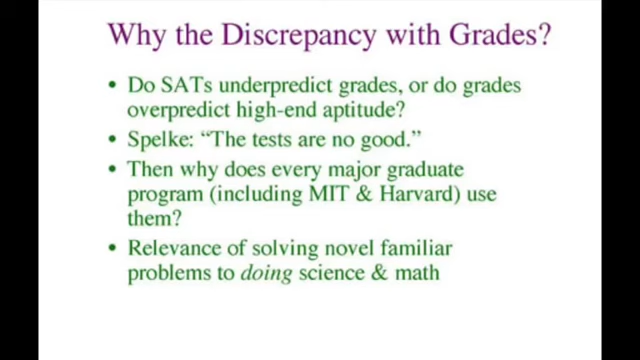 Why the Discrepancy with Grades?
• Do SATs underpredict grades, or do grades
overpredict high-end aptitude?
• Spelke: “The tests are no good.”
• Then why does every major graduate
program (including MIT & Harvard) use
them?
• Relevance of solving novel familiar
problems to doing science & math